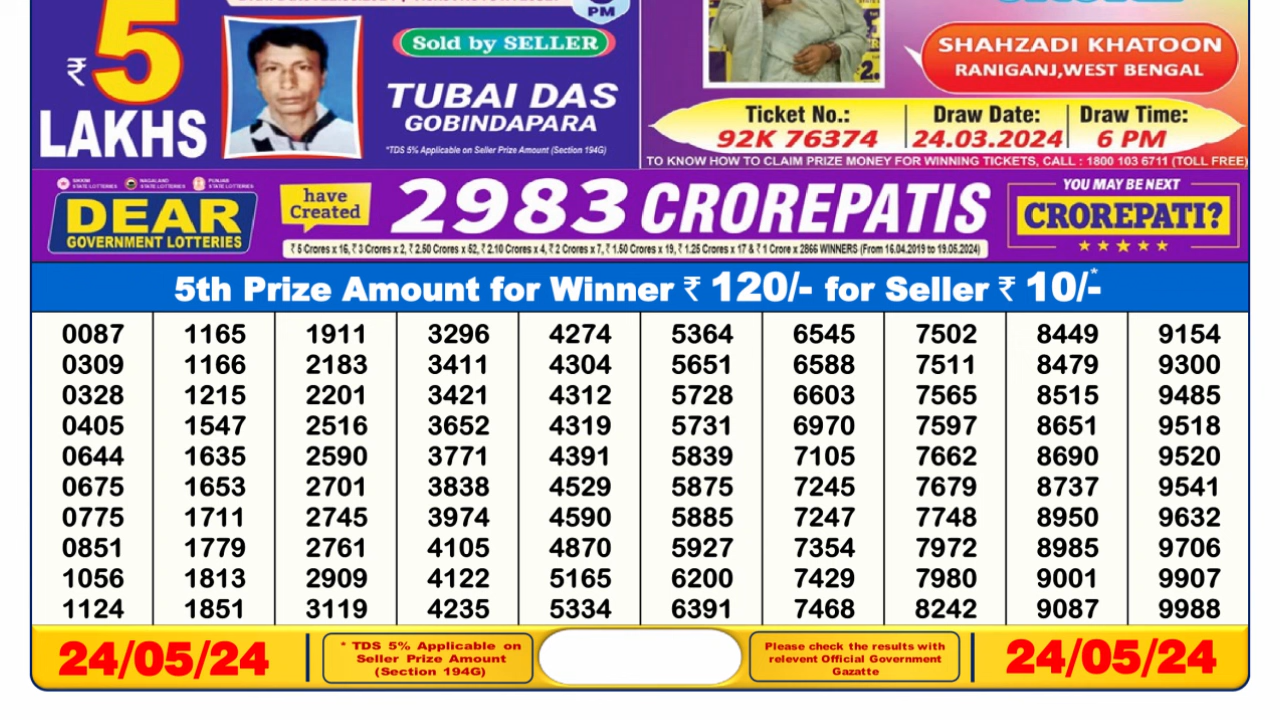 PM
₹ 5
LAKHS
Sold by SELLER
TUBAI DAS
GOBINDAPARA
*TDS 5% Applicable on Seller Prize Amount (Section 194G)
2.
SHAHZADI KHATOON
RANIGANJ,WEST BENGAL
Ticket No.: Draw Date: Draw Time:
92K 76374 24.03.2024 6 PM
TO KNOW HOW TO CLAIM PRIZE MONEY FOR WINNING TICKETS, CALL : 1800 103 6711 (TOLL FREE)
SIKKIM STATE LOTTERIES NAGALAND STATE LOTTERIES PUNJAB STATE LOTTERIES
DEAR
GOVERNMENT LOTTERIES
have
Created
2983 CROREPATIS
₹ 5 Crores x 16, ₹ 3 Crores x 2, ₹ 2.50 Crores x 52, ₹ 2.10 Crores x 4, ₹ 2 Crores x 7, ₹ 1.50 Crores x 19, ₹ 1.25 Crores x 17 & ₹ 1 Crore x 2866 WINNERS (From 16.04.2019 to 19.05.2024)
YOU MAY BE NEXT
CROREPATI?
5th Prize Amount for Winner ₹ 120/- for Seller ₹ 10/-*
0087 1165 1911 3296 4274 5364 6545 7502 8449 9154
0309 1166 2183 3411 4304 5651 6588 7511 8479 9300
0328 1215 2201 3421 4312 5728 6603 7565 8515 9485
0405 1547 2516 3652 4319 5731 6970 7597 8651 9518
0644 1635 2590 3771 4391 5839 7105 7662 8690 9520
0675 1653 2701 3838 4529 5875 7245 7679 8737 9541
0775 1711 2745 3974 4590 5885 7247 7748 8950 9632
0851 1779 2761 4105 4870 5927 7354 7972 8985 9706
1056 1813 2909 4122 5165 6200 7429 7980 9001 9907
1124 1851 3119 4235 5334 6391 7468 8242 9087 9988
24/05/24
* TDS 5% Applicable on
Seller Prize Amount
(Section 194G)
Please check the results with
relevent Official Government
Gazatte
24/05/24